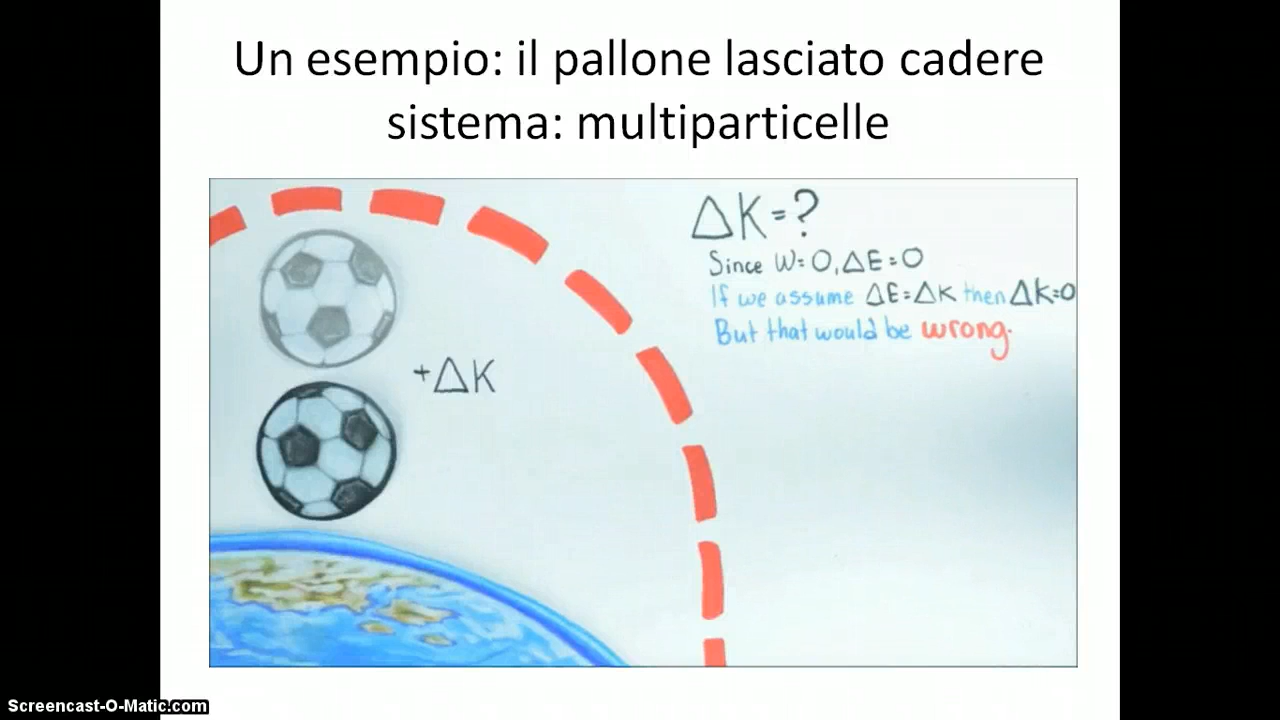 Un esempio: il pallone lasciato cadere
sistema: multiparticelle
ΔK=?
Since W=0, ΔE=0
If we assume ΔE=ΔK then ΔK=0
But that would be wrong.
+ΔK
Screencast-O-Matic.com